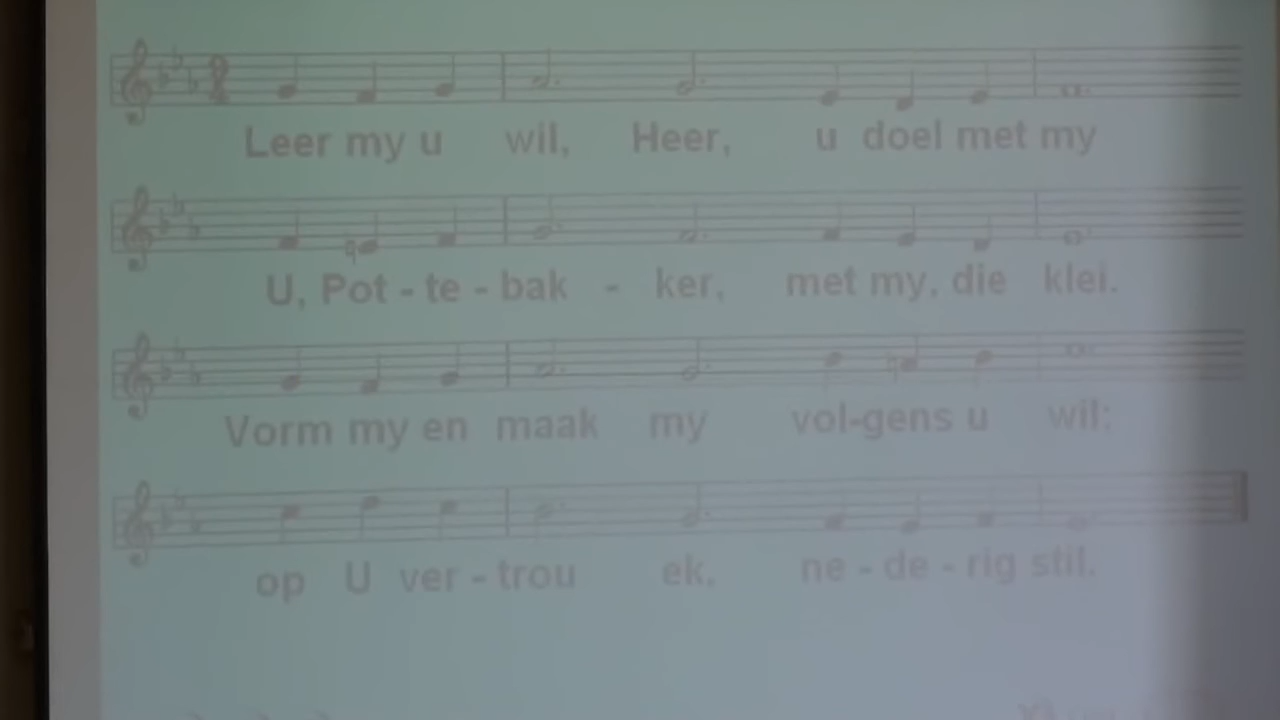 Leer my u wil, Heer, u doel met my
U, Pot - te - bak - ker, met my, die klei.
Vorm my en maak my vol-gens u wil:
op U ver - trou ek, ne - de - rig stil.